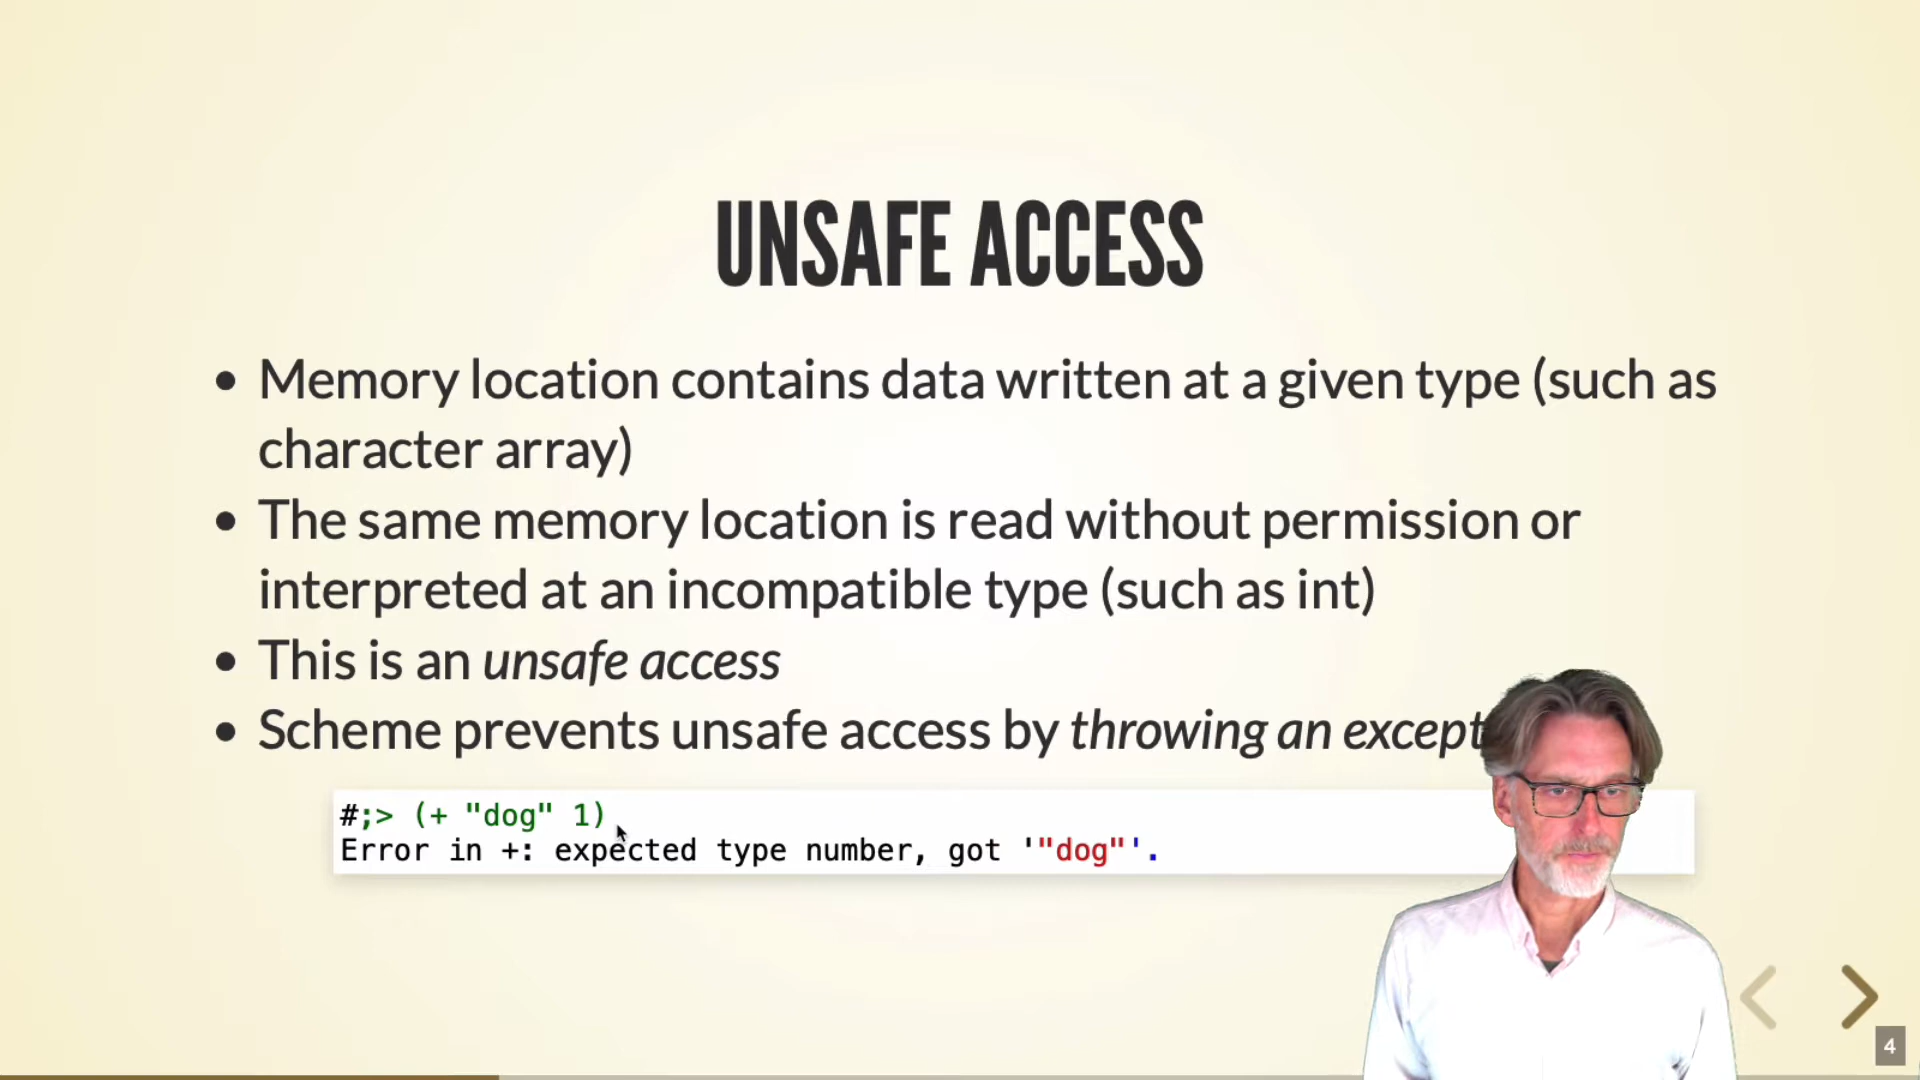 UNSAFE ACCESS
• Memory location contains data written at a given type (such as
character array)
• The same memory location is read without permission or
interpreted at an incompatible type (such as int)
• This is an unsafe access
• Scheme prevents unsafe access by throwing an except
#;> (+ "dog" 1)
Error in +: expected type number, got '"dog"'.
4